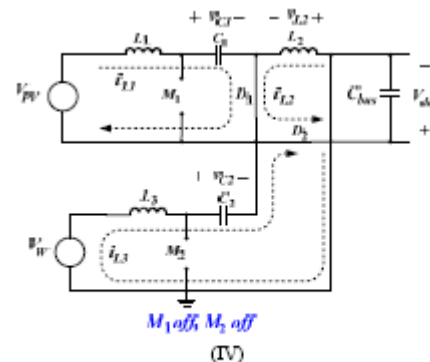 + v_C1 −
− v_L2 +
L_1
C_1
L_2
V_PV
i_L1
M_1
D_1
i_L2
C_bus
−
+
D_2
+ v_C2 −
L_3
C_2
V_W
i_L3
M_2
M_1 off, M_2 off
(IV)